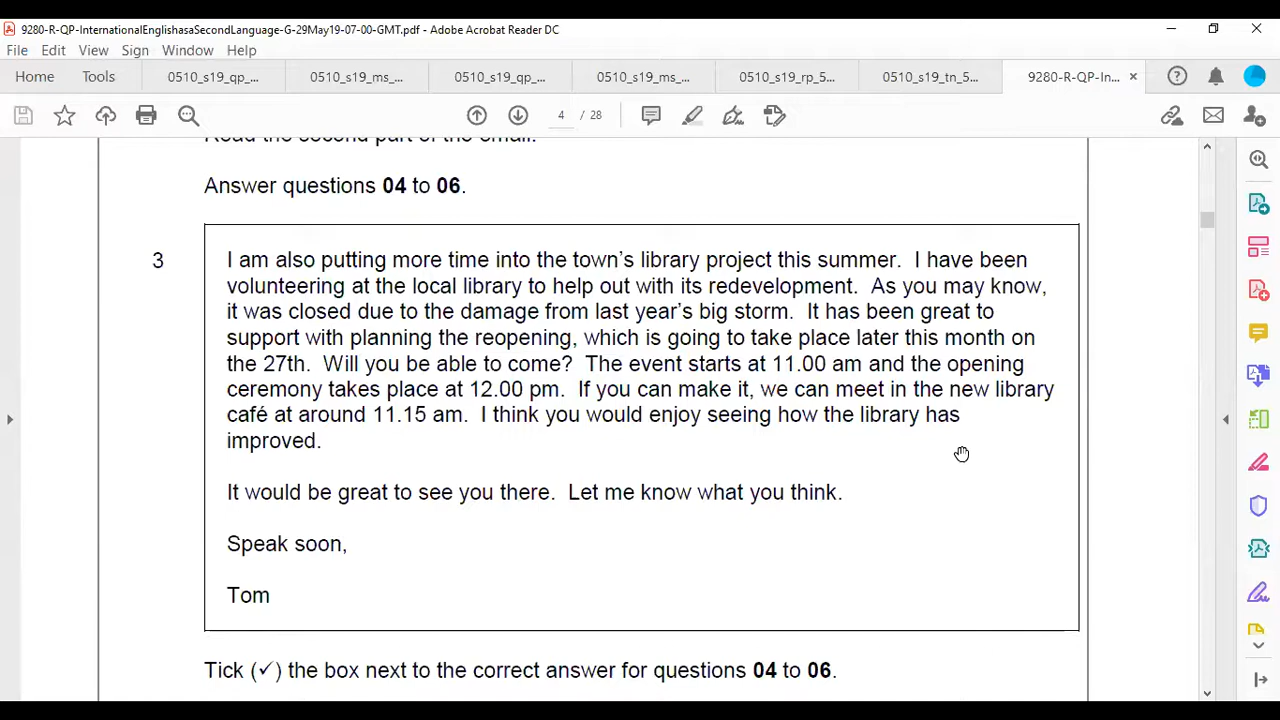 9280-R-QP-InternationalEnglishasaSecondLanguage-G-29May19-07-00-GMT.pdf - Adobe Acrobat Reader DC
File Edit View Sign Window Help
Home Tools 0510_s19_qp_... 0510_s19_ms_... 0510_s19_qp_... 0510_s19_ms_... 0510_s19_rp_5... 0510_s19_tn_5... 9280-R-QP-In... ×
4 / 28
Read the second part of the email.
Answer questions 04 to 06.
3
I am also putting more time into the town's library project this summer. I have been
volunteering at the local library to help out with its redevelopment. As you may know,
it was closed due to the damage from last year's big storm. It has been great to
support with planning the reopening, which is going to take place later this month on
the 27th. Will you be able to come? The event starts at 11.00 am and the opening
ceremony takes place at 12.00 pm. If you can make it, we can meet in the new library
café at around 11.15 am. I think you would enjoy seeing how the library has
improved.
It would be great to see you there. Let me know what you think.
Speak soon,
Tom
Tick (✓) the box next to the correct answer for questions 04 to 06.